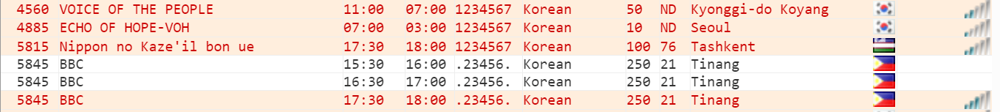 4560 VOICE OF THE PEOPLE 11:00 07:00 1234567 Korean 50 ND Kyonggi-do Koyang
4885 ECHO OF HOPE-VOH 07:00 03:00 1234567 Korean 10 ND Seoul
5815 Nippon no Kaze'il bon ue 17:30 18:00 1234567 Korean 100 76 Tashkent
5845 BBC 15:30 16:00 .23456. Korean 250 21 Tinang
5845 BBC 16:30 17:00 .23456. Korean 250 21 Tinang
5845 BBC 17:30 18:00 .23456. Korean 250 21 Tinang